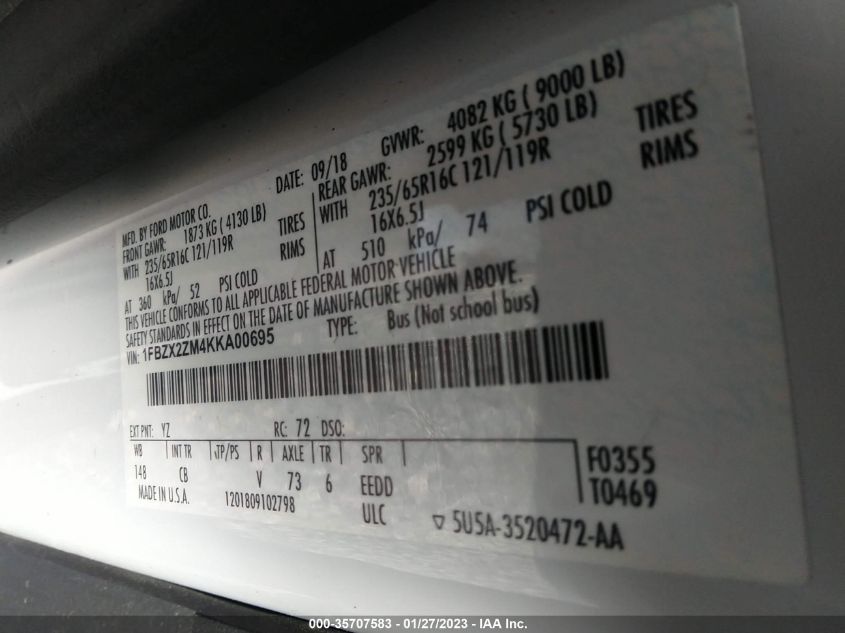 MFD. BY FORD MOTOR CO. DATE: 09/18 GVWR: 4082 KG ( 9000 LB)
FRONT GAWR: 1873 KG ( 4130 LB) REAR GAWR: 2599 KG ( 5730 LB)
WITH 235/65R16C 121/119R TIRES WITH 235/65R16C 121/119R TIRES
16X6.5J RIMS 16X6.5J RIMS
AT 360 kPa/ 52 PSI COLD AT 510 kPa/ 74 PSI COLD
THIS VEHICLE CONFORMS TO ALL APPLICABLE FEDERAL MOTOR VEHICLE
SAFETY STANDARDS IN EFFECT ON THE DATE OF MANUFACTURE SHOWN ABOVE.
VIN: 1FBZX2ZM4KKA00695 TYPE: Bus (Not school bus)
EXT PNT: YZ RC: 72 DSO:
WB INT TR TP/PS R AXLE TR SPR F0355
148 CB V 73 6 EEDD T0469
MADE IN U.S.A. 1201809102798 ULC ▽ 5U5A-3520472-AA
000-35707583 - 01/27/2023 - IAA Inc.